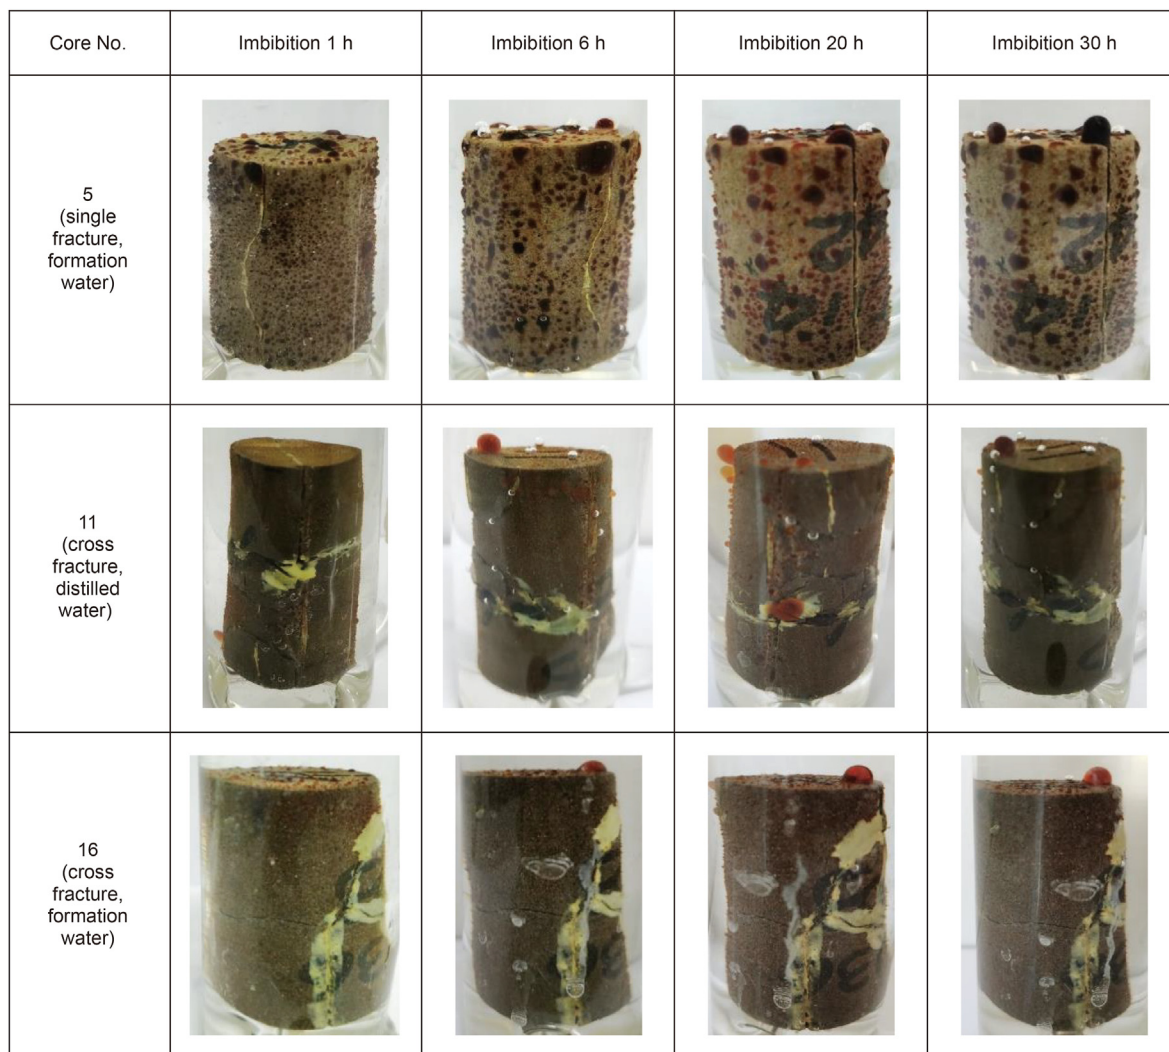 Core No.
Imbibition 1 h
Imbibition 6 h
Imbibition 20 h
Imbibition 30 h
5
(single
fracture,
formation
water)
11
(cross
fracture,
distilled
water)
16
(cross
fracture,
formation
water)